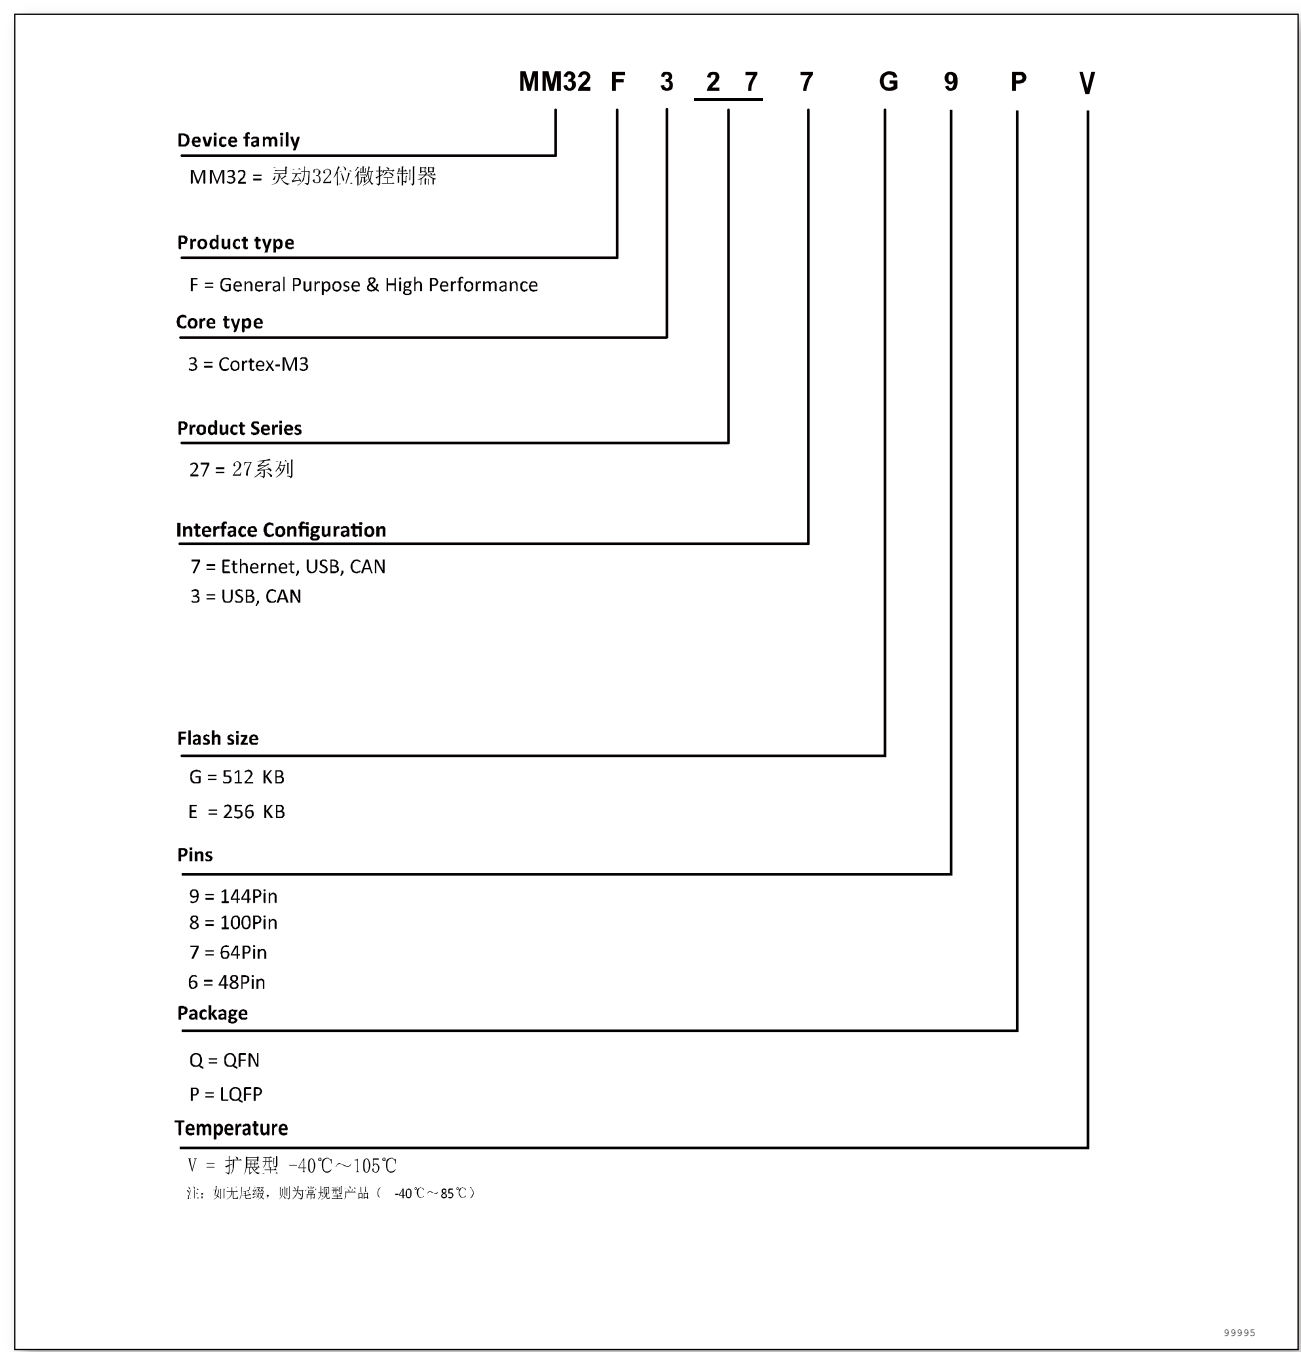 MM32 F 3 2 7 7 G 9 P V
Device family
MM32 = 灵动32位微控制器
Product type
F = General Purpose & High Performance
Core type
3 = Cortex-M3
Product Series
27 = 27系列
Interface Configuration
7 = Ethernet, USB, CAN
3 = USB, CAN
Flash size
G = 512 KB
E = 256 KB
Pins
9 = 144Pin
8 = 100Pin
7 = 64Pin
6 = 48Pin
Package
Q = QFN
P = LQFP
Temperature
V = 扩展型 -40℃～105℃
注：如无尾缀，则为常规型产品（ -40℃～85℃）
99995